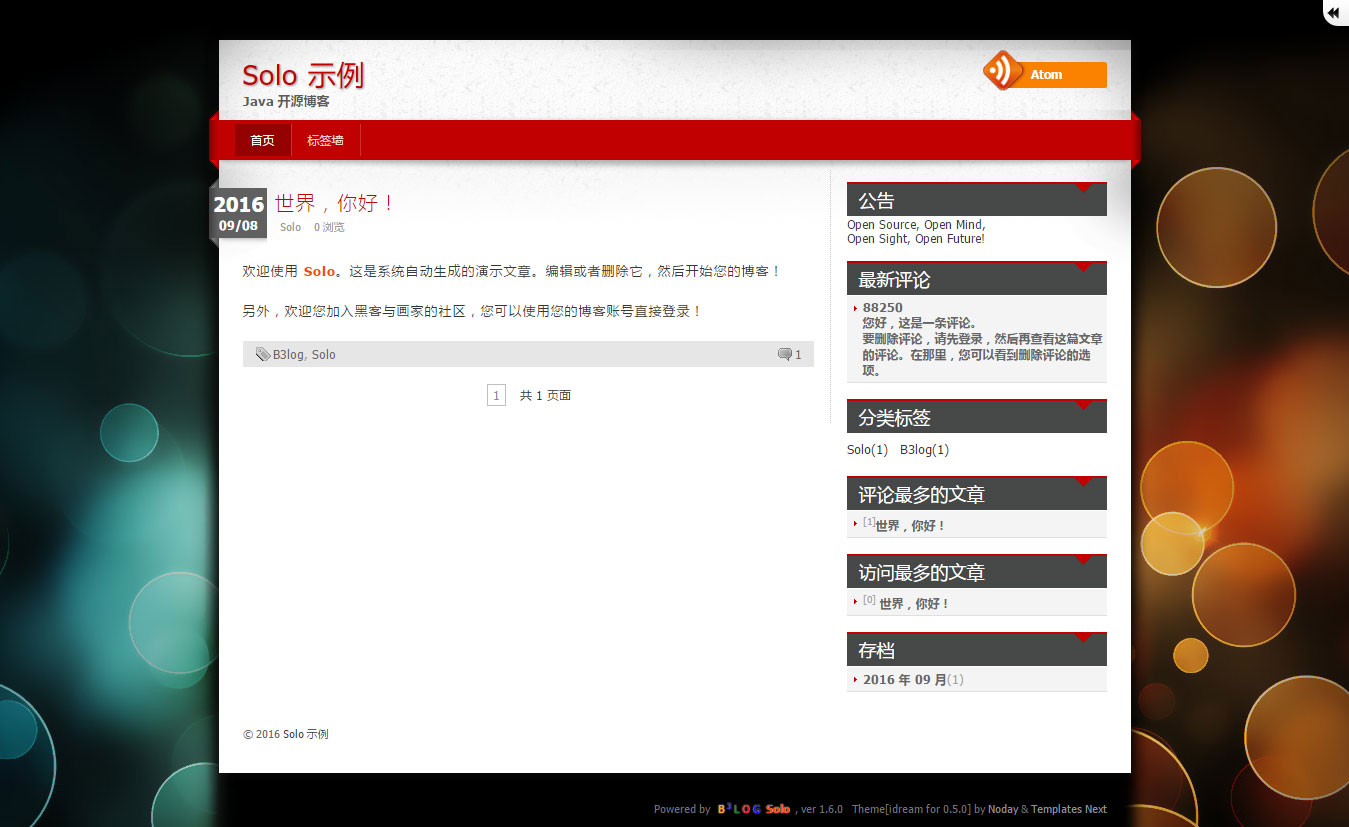 Solo 示例
Java 开源博客
Atom
首页 标签墙
2016
09/08
世界，你好！
Solo 0 浏览
欢迎使用 Solo。这是系统自动生成的演示文章。编辑或者删除它，然后开始您的博客！
另外，欢迎您加入黑客与画家的社区，您可以使用您的博客账号直接登录！
B3log, Solo 1
1 共 1 页面
公告
Open Source, Open Mind,
Open Sight, Open Future!
最新评论
88250
您好，这是一条评论。
要删除评论，请先登录，然后再查看这篇文章
的评论。在那里，您可以看到删除评论的选
项。
分类标签
Solo(1) B3log(1)
评论最多的文章
[1]世界，你好！
访问最多的文章
[0] 世界，你好！
存档
2016 年 09 月(1)
© 2016 Solo 示例
Powered by B3LOG Solo , ver 1.6.0 Theme[idream for 0.5.0] by Noday & Templates Next